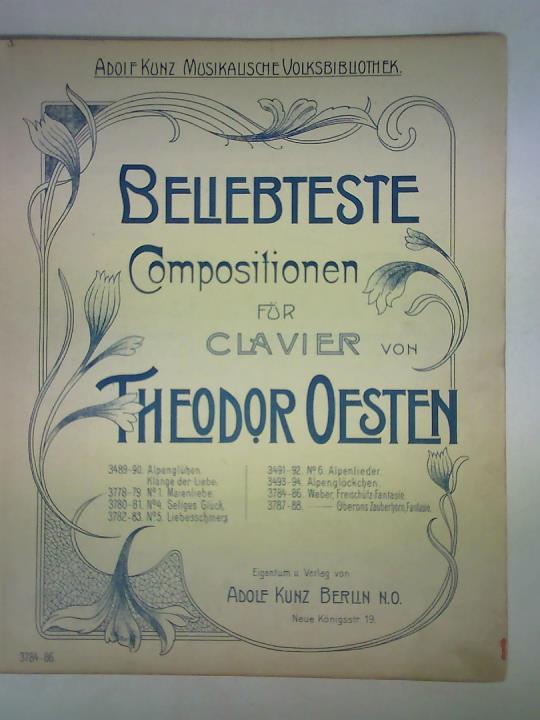 Adolf Kunz Musikalische Volksbibliothek.
Beliebteste
Compositionen
für
Clavier von
Theodor Oesten
3489-90. Alpenglühen.
Klänge der Liebe.
3778-79 No 1. Maienliebe.
3780-81. No 4. Seliges Glück.
3782-83. No 5. Liebesschmerz
3491-92. No 6. Alpenlieder.
3493-94. Alpenglöckchen.
3784-86. Weber, Freischütz-Fantasie
3787-88. —— Oberons Zauberhorn, Fantasie.
Eigentum u. Verlag von
Adolf Kunz Berlin N.O.
Neue Königsstr 19.
3784-86.